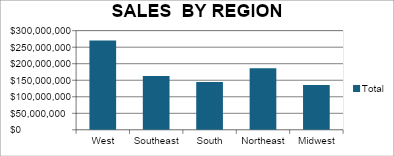 SALES  BY REGION
$300,000,000
$250,000,000
$200,000,000
$150,000,000
$100,000,000
$50,000,000
$0
West Southeast South Northeast Midwest
Total